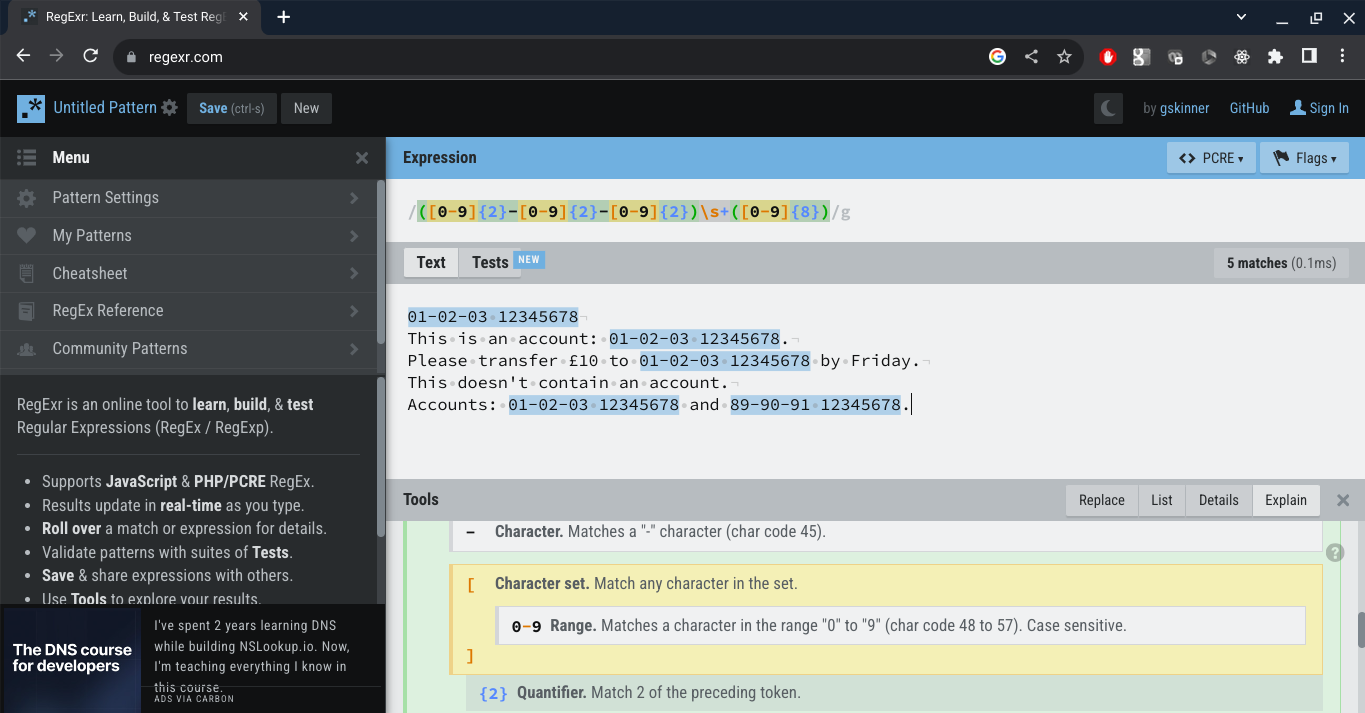 RegExr: Learn, Build, & Test Reg
regexr.com
Untitled Pattern Save (ctrl-s) New by gskinner GitHub Sign In
Menu
Pattern Settings
My Patterns
Cheatsheet
RegEx Reference
Community Patterns
RegExr is an online tool to learn, build, & test
Regular Expressions (RegEx / RegExp).
• Supports JavaScript & PHP/PCRE RegEx.
• Results update in real-time as you type.
• Roll over a match or expression for details.
• Validate patterns with suites of Tests.
• Save & share expressions with others.
• Use Tools to explore your results.
The DNS course
for developers
I've spent 2 years learning DNS
while building NSLookup.io. Now,
I'm teaching everything I know in
this course.
ADS VIA CARBON
Expression <> PCRE ▾ Flags ▾
/([0-9]{2}-[0-9]{2}-[0-9]{2})\s+([0-9]{8})/g
Text Tests NEW 5 matches (0.1ms)
01-02-03·12345678¬
This·is·an·account:·01-02-03·12345678.¬
Please·transfer·£10·to·01-02-03·12345678·by·Friday.¬
This·doesn't·contain·an·account.¬
Accounts:·01-02-03·12345678·and·89-90-91·12345678.
Tools Replace List Details Explain
- Character. Matches a "-" character (char code 45).
?
[ Character set. Match any character in the set.
0-9 Range. Matches a character in the range "0" to "9" (char code 48 to 57). Case sensitive.
]
{2} Quantifier. Match 2 of the preceding token.